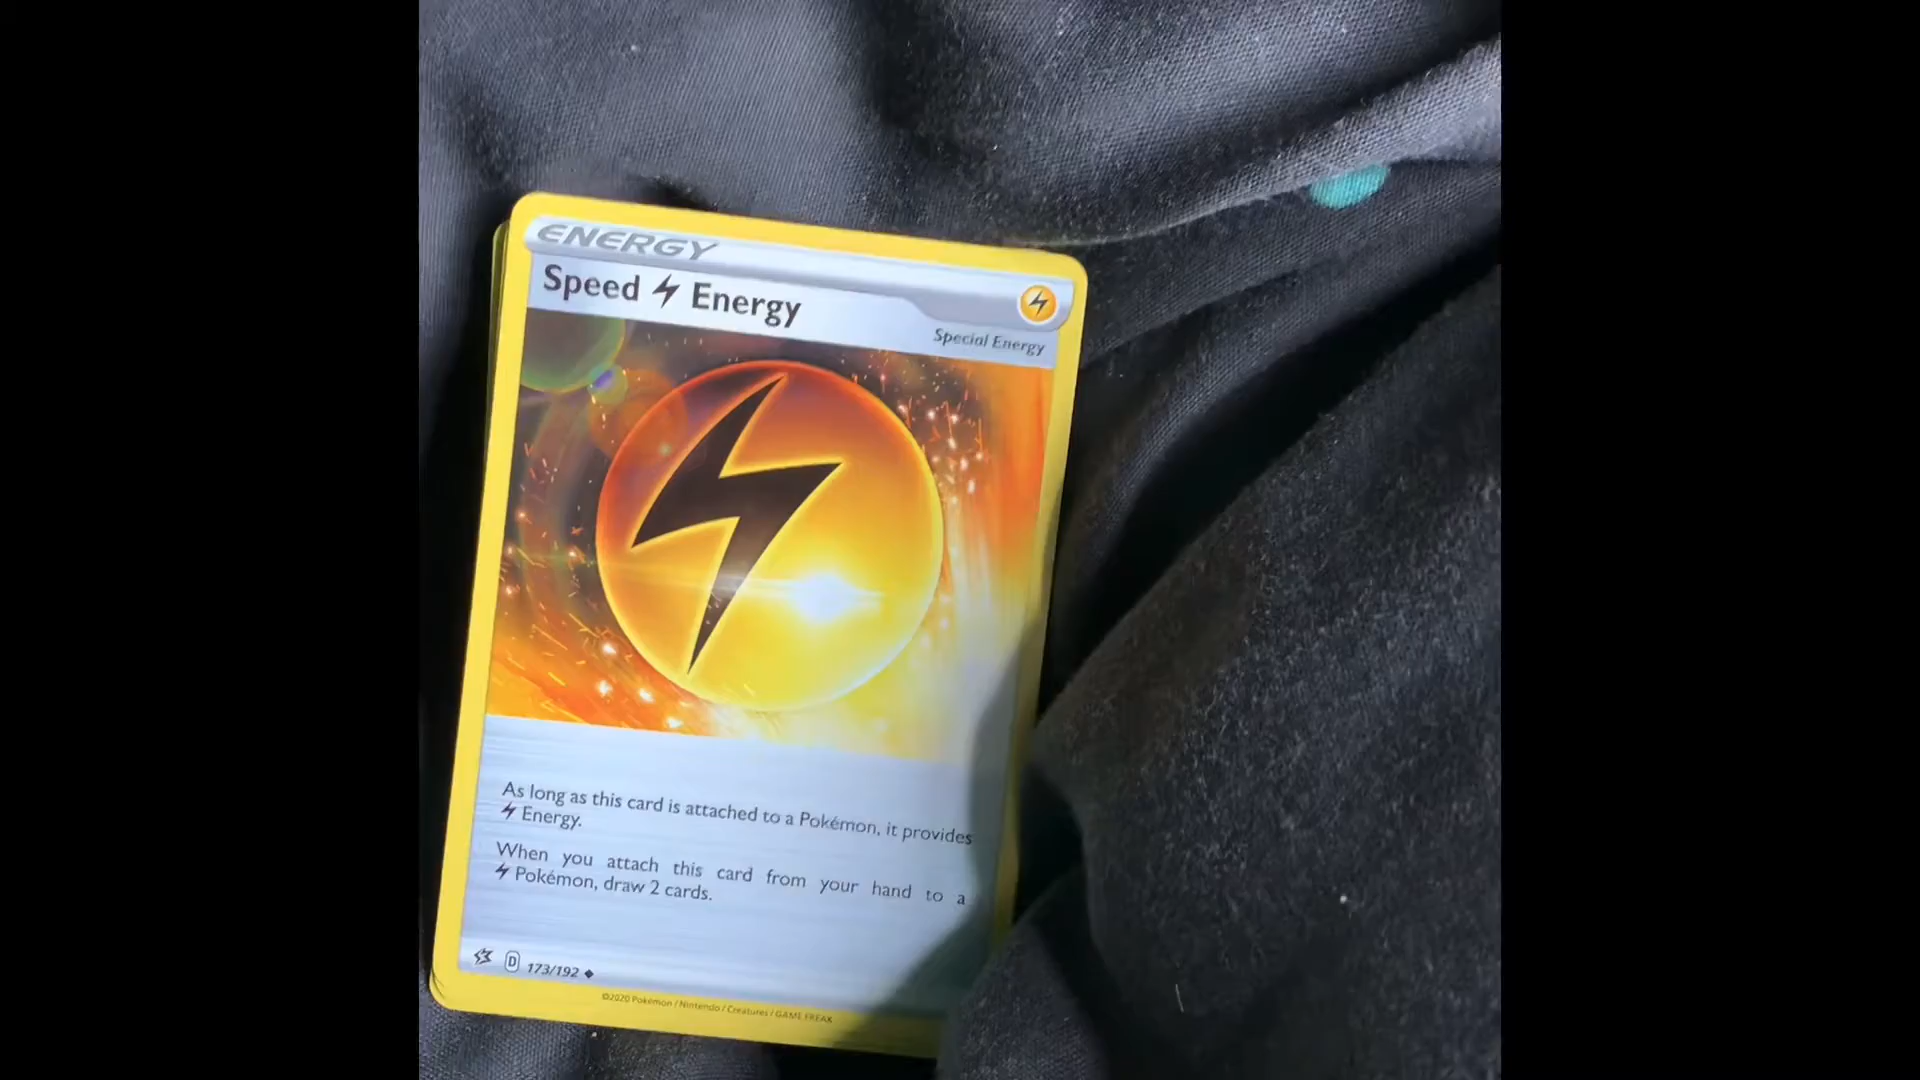 ENERGY
Speed Energy
Special Energy
As long as this card is attached to a Pokémon, it provides
Energy.
When you attach this card from your hand to a
Pokémon, draw 2 cards.
D 173/192
©2020 Pokémon / Nintendo / Creatures / GAME FREAK